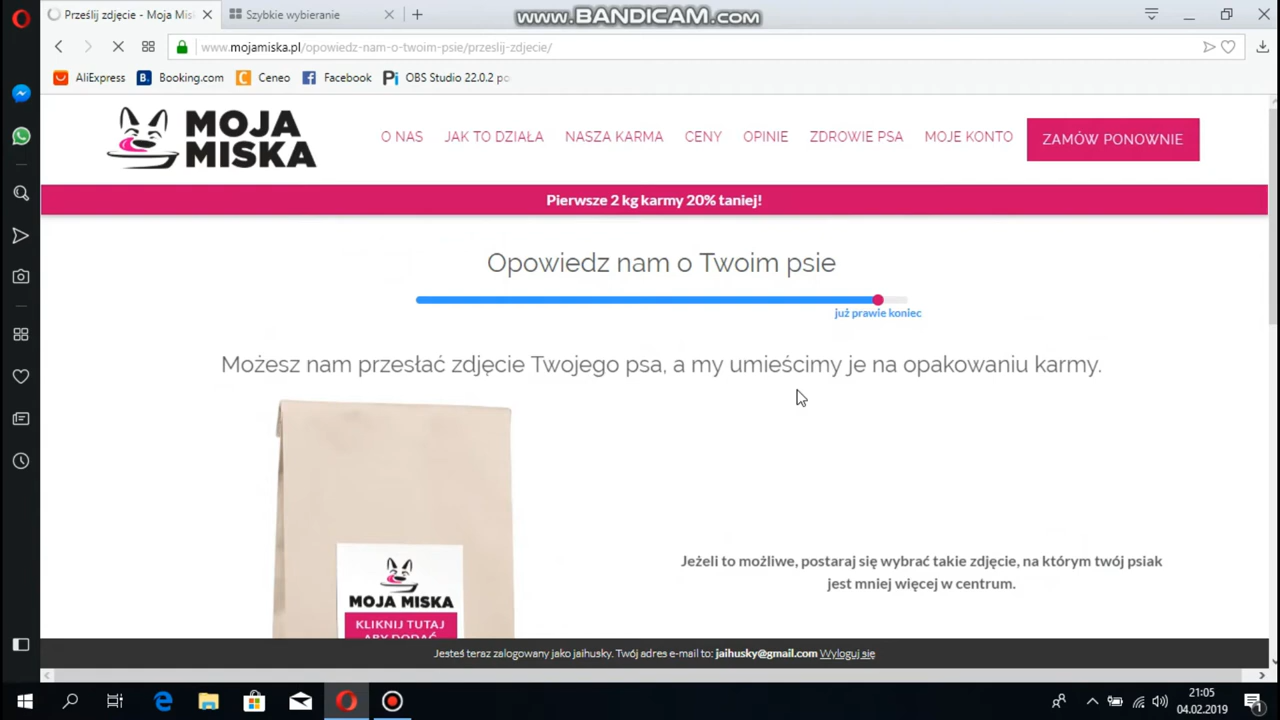 Prześlij zdjęcie - Moja Mis
Szybkie wybieranie
www.BANDICAM.com
www.mojamiska.pl/opowiedz-nam-o-twoim-psie/przeslij-zdjecie/
AliExpress
Booking.com
Ceneo
Facebook
OBS Studio 22.0.2 po
MOJA
MISKA
O NAS
JAK TO DZIAŁA
NASZA KARMA
CENY
OPINIE
ZDROWIE PSA
MOJE KONTO
ZAMÓW PONOWNIE
Pierwsze 2 kg karmy 20% taniej!
Opowiedz nam o Twoim psie
już prawie koniec
Możesz nam przesłać zdjęcie Twojego psa, a my umieścimy je na opakowaniu karmy.
MOJA MISKA
KLIKNIJ TUTAJ
ABY DODAĆ
Jeżeli to możliwe, postaraj się wybrać takie zdjęcie, na którym twój psiak
jest mniej więcej w centrum.
Jesteś teraz zalogowany jako jaihusky. Twój adres e-mail to: jaihusky@gmail.com Wyloguj się
21:05
04.02.2019
1